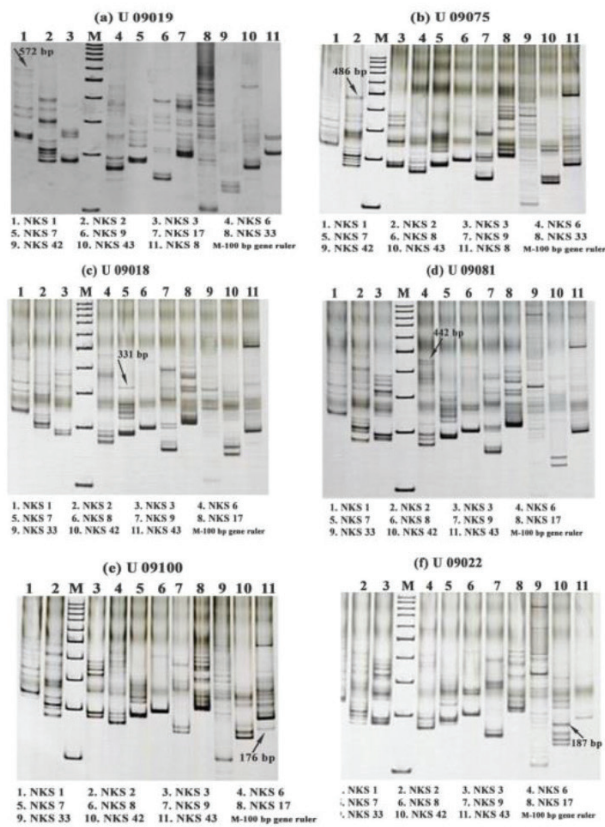 (a) U 09019
1 2 3 M 4 5 6 7 8 9 10 11
572 bp
1. NKS 1 2. NKS 2 3. NKS 3 4. NKS 6
5. NKS 7 6. NKS 9 7. NKS 17 8. NKS 33
9. NKS 42 10. NKS 43 11. NKS 8 M-100 bp gene ruler
(b) U 09075
1 2 M 3 4 5 6 7 8 9 10 11
486 bp
1. NKS 1 2. NKS 2 3. NKS 3 4. NKS 6
5. NKS 7 6. NKS 8 7. NKS 9 8. NKS 33
9. NKS 42 10. NKS 43 11. NKS 8 M-100 bp gene ruler
(c) U 09018
1 2 3 M 4 5 6 7 8 9 10 11
331 bp
1. NKS 1 2. NKS 2 3. NKS 3 4. NKS 6
5. NKS 7 6. NKS 8 7. NKS 9 8. NKS 17
9. NKS 33 10. NKS 42 11. NKS 43 M-100 bp gene ruler
(d) U 09081
1 2 3 M 4 5 6 7 8 9 10 11
442 bp
1. NKS 1 2. NKS 2 3. NKS 3 4. NKS 6
5. NKS 7 6. NKS 8 7. NKS 9 8. NKS 17
9. NKS 33 10. NKS 42 11. NKS 43 M-100 bp gene ruler
(e) U 09100
1 2 M 3 4 5 6 7 8 9 10 11
176 bp
1. NKS 1 2. NKS 2 3. NKS 3 4. NKS 6
5. NKS 7 6. NKS 8 7. NKS 9 8. NKS 17
9. NKS 33 10. NKS 42 11. NKS 43 M-100 bp gene ruler
(f) U 09022
2 3 M 4 5 6 7 8 9 10 11
187 bp
. NKS 1 2. NKS 2 3. NKS 3 4. NKS 6
. NKS 7 6. NKS 8 7. NKS 9 8. NKS 17
. NKS 33 10. NKS 42 11. NKS 43 M-100 bp gene ruler